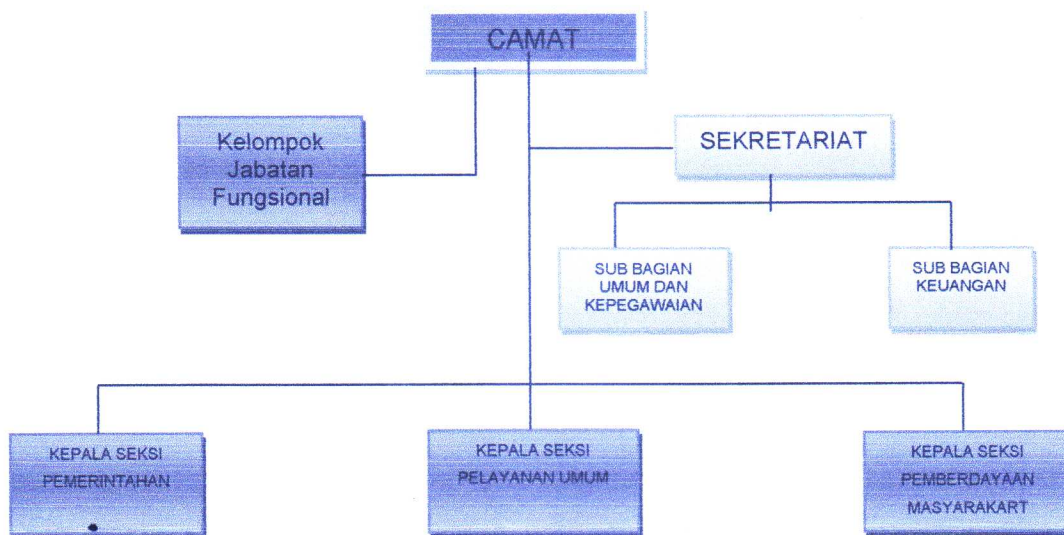 CAMAT
Kelompok
Jabatan
Fungsional
SEKRETARIAT
SUB BAGIAN
UMUM DAN
KEPEGAWAIAN
SUB BAGIAN
KEUANGAN
KEPALA SEKSI
PEMERINTAHAN
KEPALA SEKSI
PELAYANAN UMUM
KEPALA SEKSI
PEMBERDAYAAN
MASYARAKART